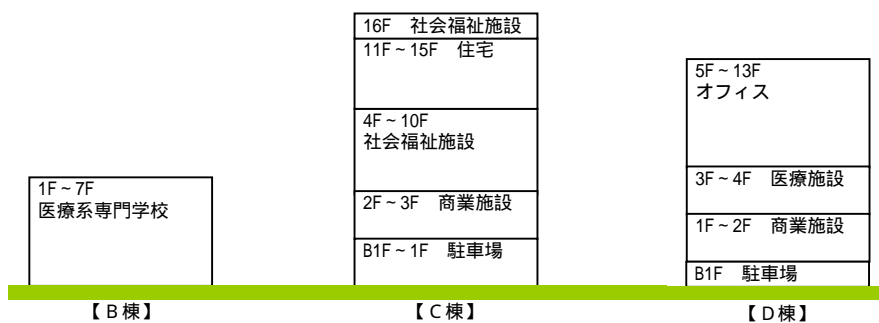 1F～7F
医療系専門学校
【B棟】
16F　社会福祉施設
11F～15F　住宅
4F～10F
社会福祉施設
2F～3F　商業施設
B1F～1F　駐車場
【C棟】
5F～13F
オフィス
3F～4F　医療施設
1F～2F　商業施設
B1F　駐車場
【D棟】